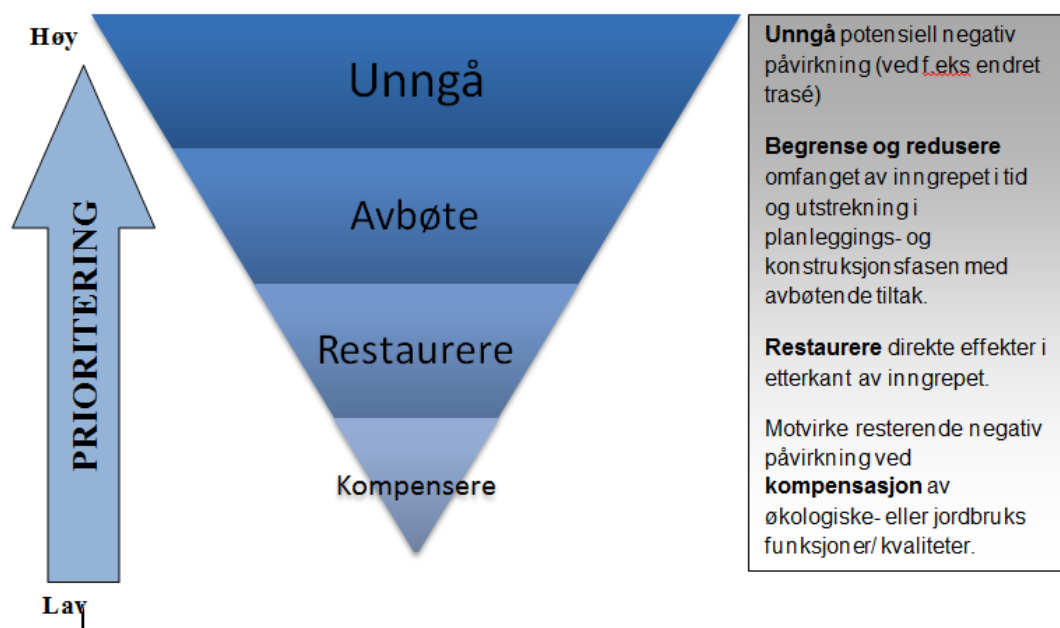 Høy
PRIORITERING
Lav
Unngå
Avbøte
Restaurere
Kompensere
Unngå potensiell negativ
påvirkning (ved f.eks endret
trasé)
Begrense og redusere
omfanget av inngrepet i tid
og utstrekning i
planleggings- og
konstruksjonsfasen med
avbøtende tiltak.
Restaurere direkte effekter i
etterkant av inngrepet.
Motvirke resterende negativ
påvirkning ved
kompensasjon av
økologiske- eller jordbruks
funksjoner/ kvaliteter.